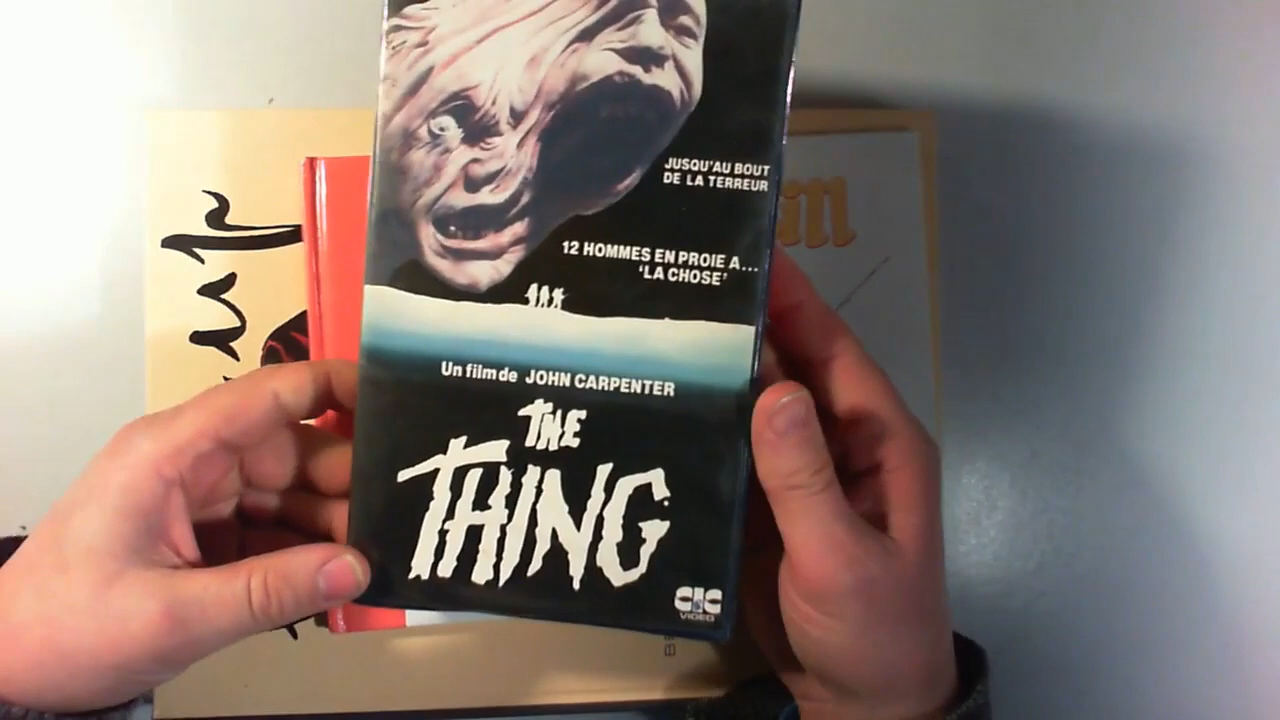 JUSQU'AU BOUT
DE LA TERREUR
12 HOMMES EN PROIE A...
'LA CHOSE'
Un film de JOHN CARPENTER
THE
THING
CIC
VIDEO